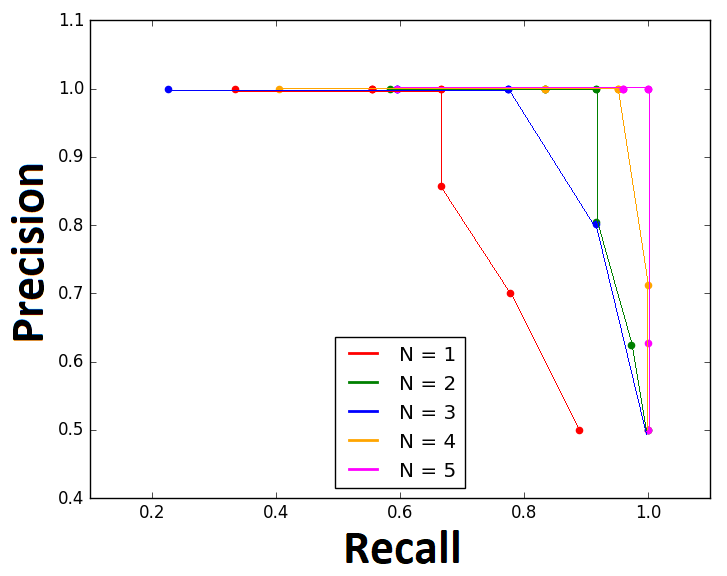 1.1
1.0
0.9
0.8
0.7
0.6
0.5
0.4
Precision
N = 1
N = 2
N = 3
N = 4
N = 5
0.2 0.4 0.6 0.8 1.0
Recall